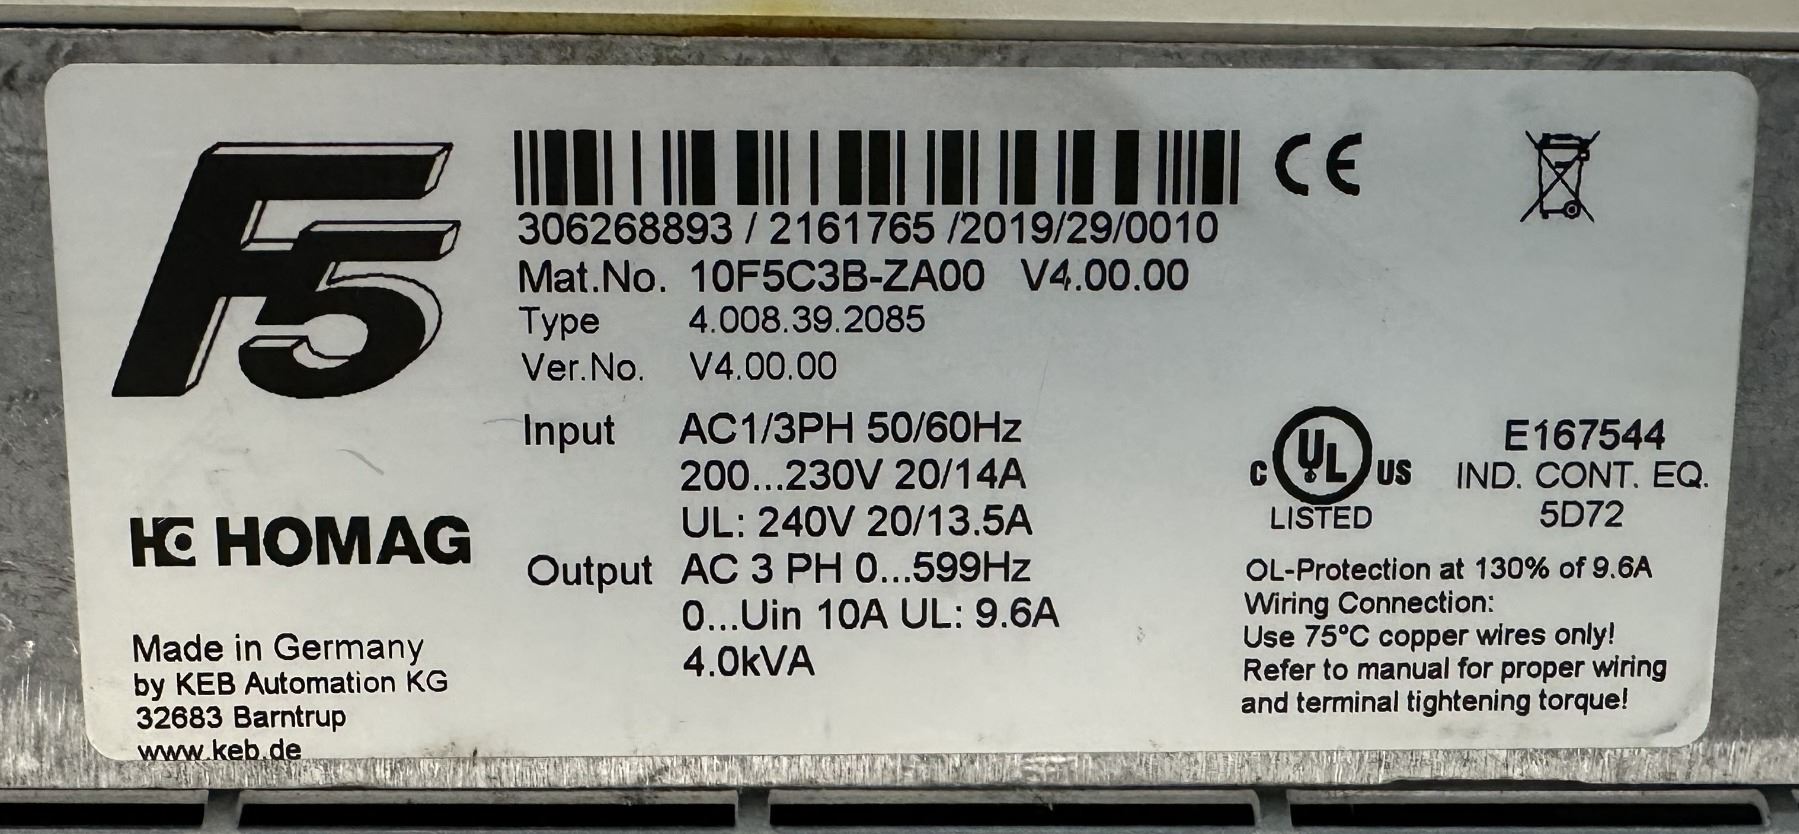 F5
306268893 / 2161765 /2019/29/0010
Mat.No. 10F5C3B-ZA00 V4.00.00
Type 4.008.39.2085
Ver.No. V4.00.00
Input AC1/3PH 50/60Hz
200...230V 20/14A
UL: 240V 20/13.5A
Output AC 3 PH 0...599Hz
0...Uin 10A UL: 9.6A
4.0kVA
HOMAG
Made in Germany
by KEB Automation KG
32683 Barntrup
www.keb.de
CE
C UL US
LISTED
E167544
IND. CONT. EQ.
5D72
OL-Protection at 130% of 9.6A
Wiring Connection:
Use 75°C copper wires only!
Refer to manual for proper wiring
and terminal tightening torque!